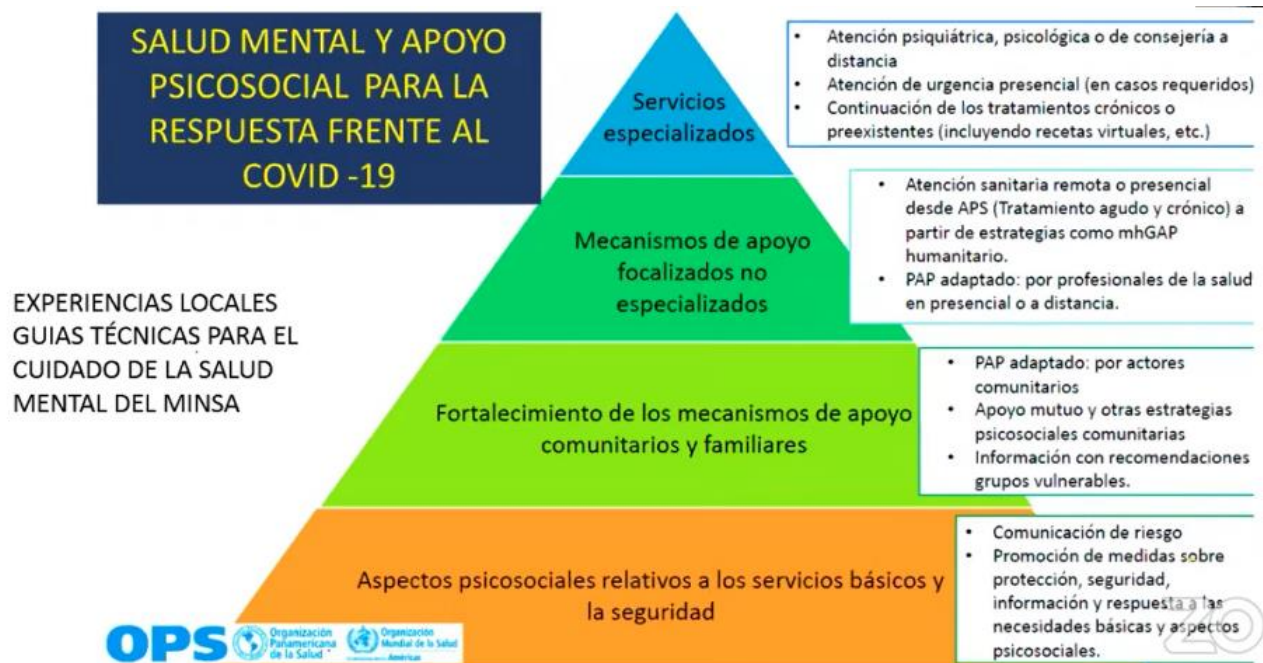 SALUD MENTAL Y APOYO
PSICOSOCIAL PARA LA
RESPUESTA FRENTE AL
COVID -19
EXPERIENCIAS LOCALES
GUIAS TÉCNICAS PARA EL
CUIDADO DE LA SALUD
MENTAL DEL MINSA
Servicios
especializados
• Atención psiquiátrica, psicológica o de consejería a
distancia
• Atención de urgencia presencial (en casos requeridos)
• Continuación de los tratamientos crónicos o
preexistentes (incluyendo recetas virtuales, etc.)
Mecanismos de apoyo
focalizados no
especializados
• Atención sanitaria remota o presencial
desde APS (Tratamiento agudo y crónico) a
partir de estrategias como mhGAP
humanitario.
• PAP adaptado: por profesionales de la salud
en presencial o a distancia.
Fortalecimiento de los mecanismos de apoyo
comunitarios y familiares
• PAP adaptado: por actores
comunitarios
• Apoyo mutuo y otras estrategias
psicosociales comunitarias
• Información con recomendaciones
grupos vulnerables.
Aspectos psicosociales relativos a los servicios básicos y
la seguridad
• Comunicación de riesgo
• Promoción de medidas sobre
protección, seguridad,
información y respuesta a las
necesidades básicas y aspectos
psicosociales.
OPS
Organización
Panamericana
de la Salud
Organización
Mundial de la Salud
Américas
ZO